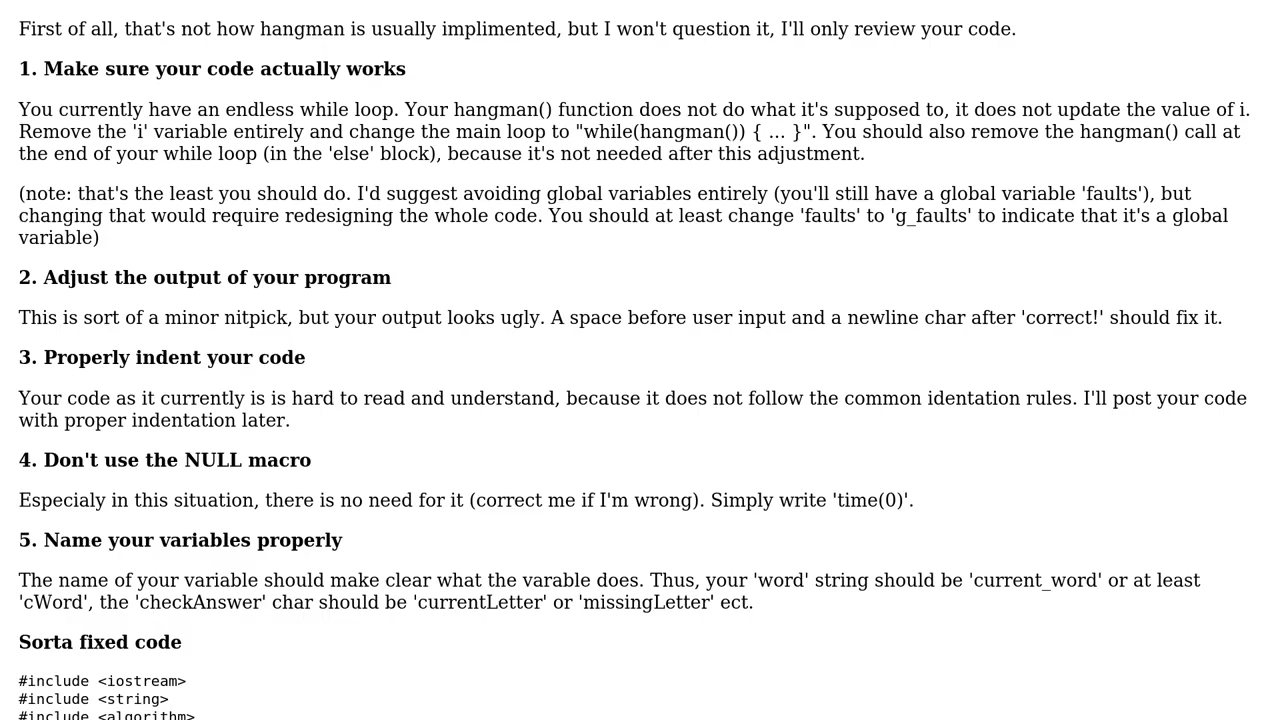 First of all, that's not how hangman is usually implimented, but I won't question it, I'll only review your code.
1. Make sure your code actually works
You currently have an endless while loop. Your hangman() function does not do what it's supposed to, it does not update the value of i.
Remove the 'i' variable entirely and change the main loop to "while(hangman()) { ... }". You should also remove the hangman() call at
the end of your while loop (in the 'else' block), because it's not needed after this adjustment.
(note: that's the least you should do. I'd suggest avoiding global variables entirely (you'll still have a global variable 'faults'), but
changing that would require redesigning the whole code. You should at least change 'faults' to 'g_faults' to indicate that it's a global
variable)
2. Adjust the output of your program
This is sort of a minor nitpick, but your output looks ugly. A space before user input and a newline char after 'correct!' should fix it.
3. Properly indent your code
Your code as it currently is is hard to read and understand, because it does not follow the common identation rules. I'll post your code
with proper indentation later.
4. Don't use the NULL macro
Especialy in this situation, there is no need for it (correct me if I'm wrong). Simply write 'time(0)'.
5. Name your variables properly
The name of your variable should make clear what the varable does. Thus, your 'word' string should be 'current_word' or at least
'cWord', the 'checkAnswer' char should be 'currentLetter' or 'missingLetter' ect.
Sorta fixed code
#include <iostream>
#include <string>
#include <algorithm>